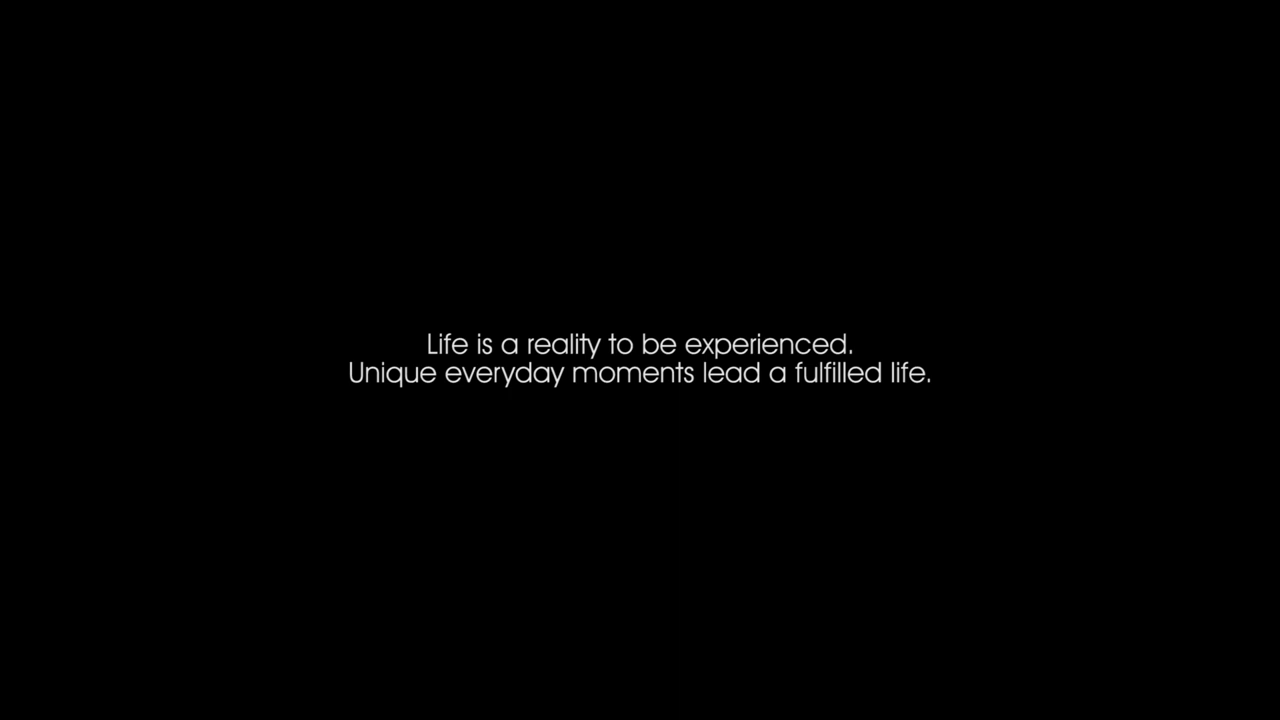 Life is a reality to be experienced.
Unique everyday moments lead a fulfilled life.